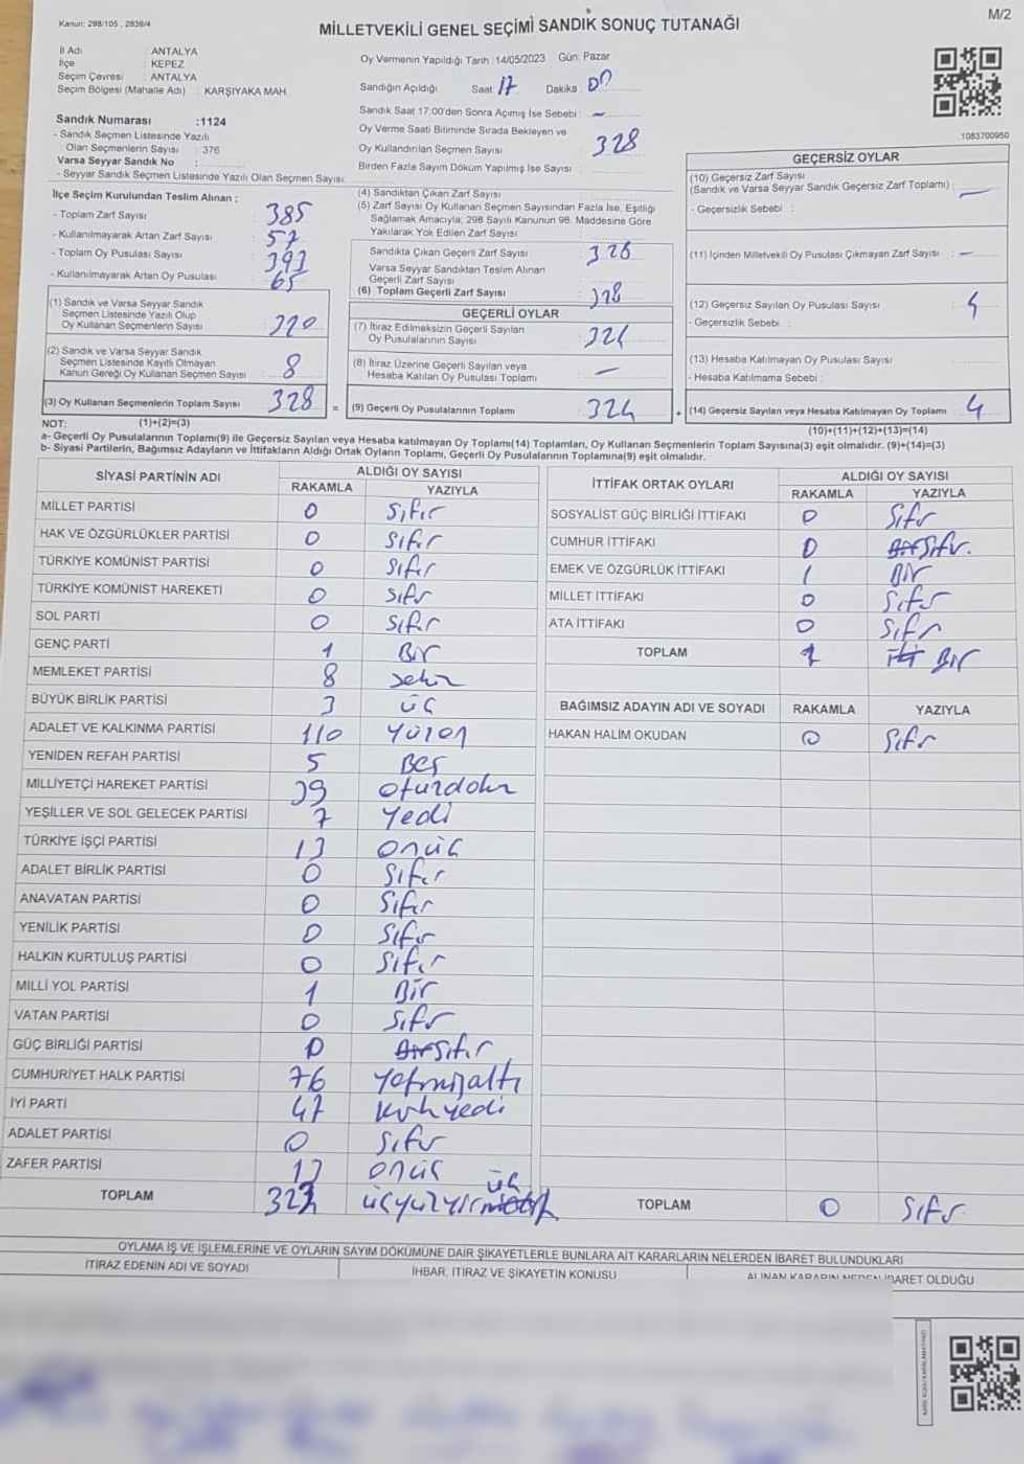 Kanun: 298/105 , 2839/4
M/2
MİLLETVEKİLİ GENEL SEÇİMİ SANDIK SONUÇ TUTANAĞI
İl Adı : ANTALYA
İlçe : KEPEZ
Seçim Çevresi : ANTALYA
Seçim Bölgesi (Mahalle Adı) : KARŞIYAKA MAH.
Oy Vermenin Yapıldığı Tarih :14/05/2023 Gün: Pazar
Sandığın Açıldığı Saat 17 Dakika 00
Sandık Saat 17:00'den Sonra Açımış İse Sebebi : –
Oy Verme Saati Bitiminde Sırada Bekleyen ve
Oy Kullandırılan Seçmen Sayısı 328
Birden Fazla Sayım Döküm Yapılmış İse Sayısı :
1083700950
Sandık Numarası :1124
- Sandık Seçmen Listesinde Yazılı
Olan Seçmenlerin Sayısı : 376
Varsa Seyyar Sandık No :
- Seyyar Sandık Seçmen Listesinde Yazılı Olan Seçmen Sayısı:
İlçe Seçim Kurulundan Teslim Alınan :
- Toplam Zarf Sayısı : 385
- Kullanılmayarak Artan Zarf Sayısı : 57
- Toplam Oy Pusulası Sayısı : 393
- Kullanılmayarak Artan Oy Pusulası : 65
(1) Sandık ve Varsa Seyyar Sandık
Seçmen Listesinde Yazılı Olup
Oy Kullanan Seçmenlerin Sayısı : 320
(2) Sandık ve Varsa Seyyar Sandık
Seçmen Listesinde Kayıtlı Olmayan
Kanun Gereği Oy Kullanan Seçmen Sayısı : 8
(3) Oy Kullanan Seçmenlerin Toplam Sayısı : 328
(4) Sandıktan Çıkan Zarf Sayısı
(5) Zarf Sayısı Oy Kullanan Seçmen Sayısından Fazla İse, Eşitliği
Sağlamak Amacıyla; 298 Sayılı Kanunun 98. Maddesine Göre
Yakılarak Yok Edilen Zarf Sayısı :
Sandıkta Çıkan Geçerli Zarf Sayısı : 328
Varsa Seyyar Sandıktan Teslim Alınan
Geçerli Zarf Sayısı :
(6) Toplam Geçerli Zarf Sayısı : 328
GEÇERLİ OYLAR
(7) İtiraz Edilmeksizin Geçerli Sayılan
Oy Pusulalarının Sayısı : 324
(8) İtiraz Üzerine Geçerli Sayılan veya
Hesaba Katılan Oy Pusulası Toplamı : –
= (9) Geçerli Oy Pusulalarının Toplamı : 324
GEÇERSİZ OYLAR
(10) Geçersiz Zarf Sayısı
(Sandık ve Varsa Seyyar Sandık Geçersiz Zarf Toplamı) : –
- Geçersizlik Sebebi :
(11) İçinden Milletvekili Oy Pusulası Çıkmayan Zarf Sayısı : –
(12) Geçersiz Sayılan Oy Pusulası Sayısı : 4
- Geçersizlik Sebebi :
(13) Hesaba Katılmayan Oy Pusulası Sayısı :
- Hesaba Katılmama Sebebi :
+ (14) Geçersiz Sayılan veya Hesaba Katılmayan Oy Toplamı : 4
NOT: (1)+(2)=(3)
(10)+(11)+(12)+(13)=(14)
a- Geçerli Oy Pusulalarının Toplamı(9) ile Geçersiz Sayılan veya Hesaba katılmayan Oy Toplamı(14) Toplamları, Oy Kullanan Seçmenlerin Toplam Sayısına(3) eşit olmalıdır. (9)+(14)=(3)
b- Siyasi Partilerin, Bağımsız Adayların ve İttifakların Aldığı Ortak Oyların Toplamı, Geçerli Oy Pusulalarının Toplamına(9) eşit olmalıdır.
SİYASİ PARTİNİN ADI ALDIĞI OY SAYISI
RAKAMLA YAZIYLA
MİLLET PARTİSİ 0 Sıfır
HAK VE ÖZGÜRLÜKLER PARTİSİ 0 Sıfır
TÜRKİYE KOMÜNİST PARTİSİ 0 Sıfır
TÜRKİYE KOMÜNİST HAREKETİ 0 Sıfır
SOL PARTİ 0 Sıfır
GENÇ PARTİ 1 Bir
MEMLEKET PARTİSİ 8 Sekiz
BÜYÜK BİRLİK PARTİSİ 3 üç
ADALET VE KALKINMA PARTİSİ 110 Yüzon
YENİDEN REFAH PARTİSİ 5 Beş
MİLLİYETÇİ HAREKET PARTİSİ 39 otuzdokuz
YEŞİLLER VE SOL GELECEK PARTİSİ 7 Yedi
TÜRKİYE İŞÇİ PARTİSİ 13 onüç
ADALET BİRLİK PARTİSİ 0 Sıfır
ANAVATAN PARTİSİ 0 Sıfır
YENİLİK PARTİSİ 0 Sıfır
HALKIN KURTULUŞ PARTİSİ 0 Sıfır
MİLLİ YOL PARTİSİ 1 Bir
VATAN PARTİSİ 0 Sıfır
GÜÇ BİRLİĞİ PARTİSİ 0 Bir Sıfır
CUMHURİYET HALK PARTİSİ 76 Yetmişaltı
İYİ PARTİ 47 Kırkyedi
ADALET PARTİSİ 0 Sıfır
ZAFER PARTİSİ 13 onüç
TOPLAM 323 üçyüzyirmi üç
İTTİFAK ORTAK OYLARI ALDIĞI OY SAYISI
RAKAMLA YAZIYLA
SOSYALİST GÜÇ BİRLİĞİ İTTİFAKI 0 Sıfır
CUMHUR İTTİFAKI 0 Bir Sıfır.
EMEK VE ÖZGÜRLÜK İTTİFAKI 1 Bir
MİLLET İTTİFAKI 0 Sıfır
ATA İTTİFAKI 0 Sıfır
TOPLAM 1 İki Bir
BAĞIMSIZ ADAYIN ADI VE SOYADI RAKAMLA YAZIYLA
HAKAN HALİM OKUDAN 0 Sıfır
TOPLAM 0 Sıfır
OYLAMA İŞ VE İŞLEMLERİNE VE OYLARIN SAYIM DÖKÜMÜNE DAİR ŞİKAYETLERLE BUNLARA AİT KARARLARIN NELERDEN İBARET BULUNDUKLARI
İTİRAZ EDENİN ADI VE SOYADI İHBAR, İTİRAZ VE ŞİKAYETİN KONUSU ALINAN KARARIN NEDEN İBARET OLDUĞU